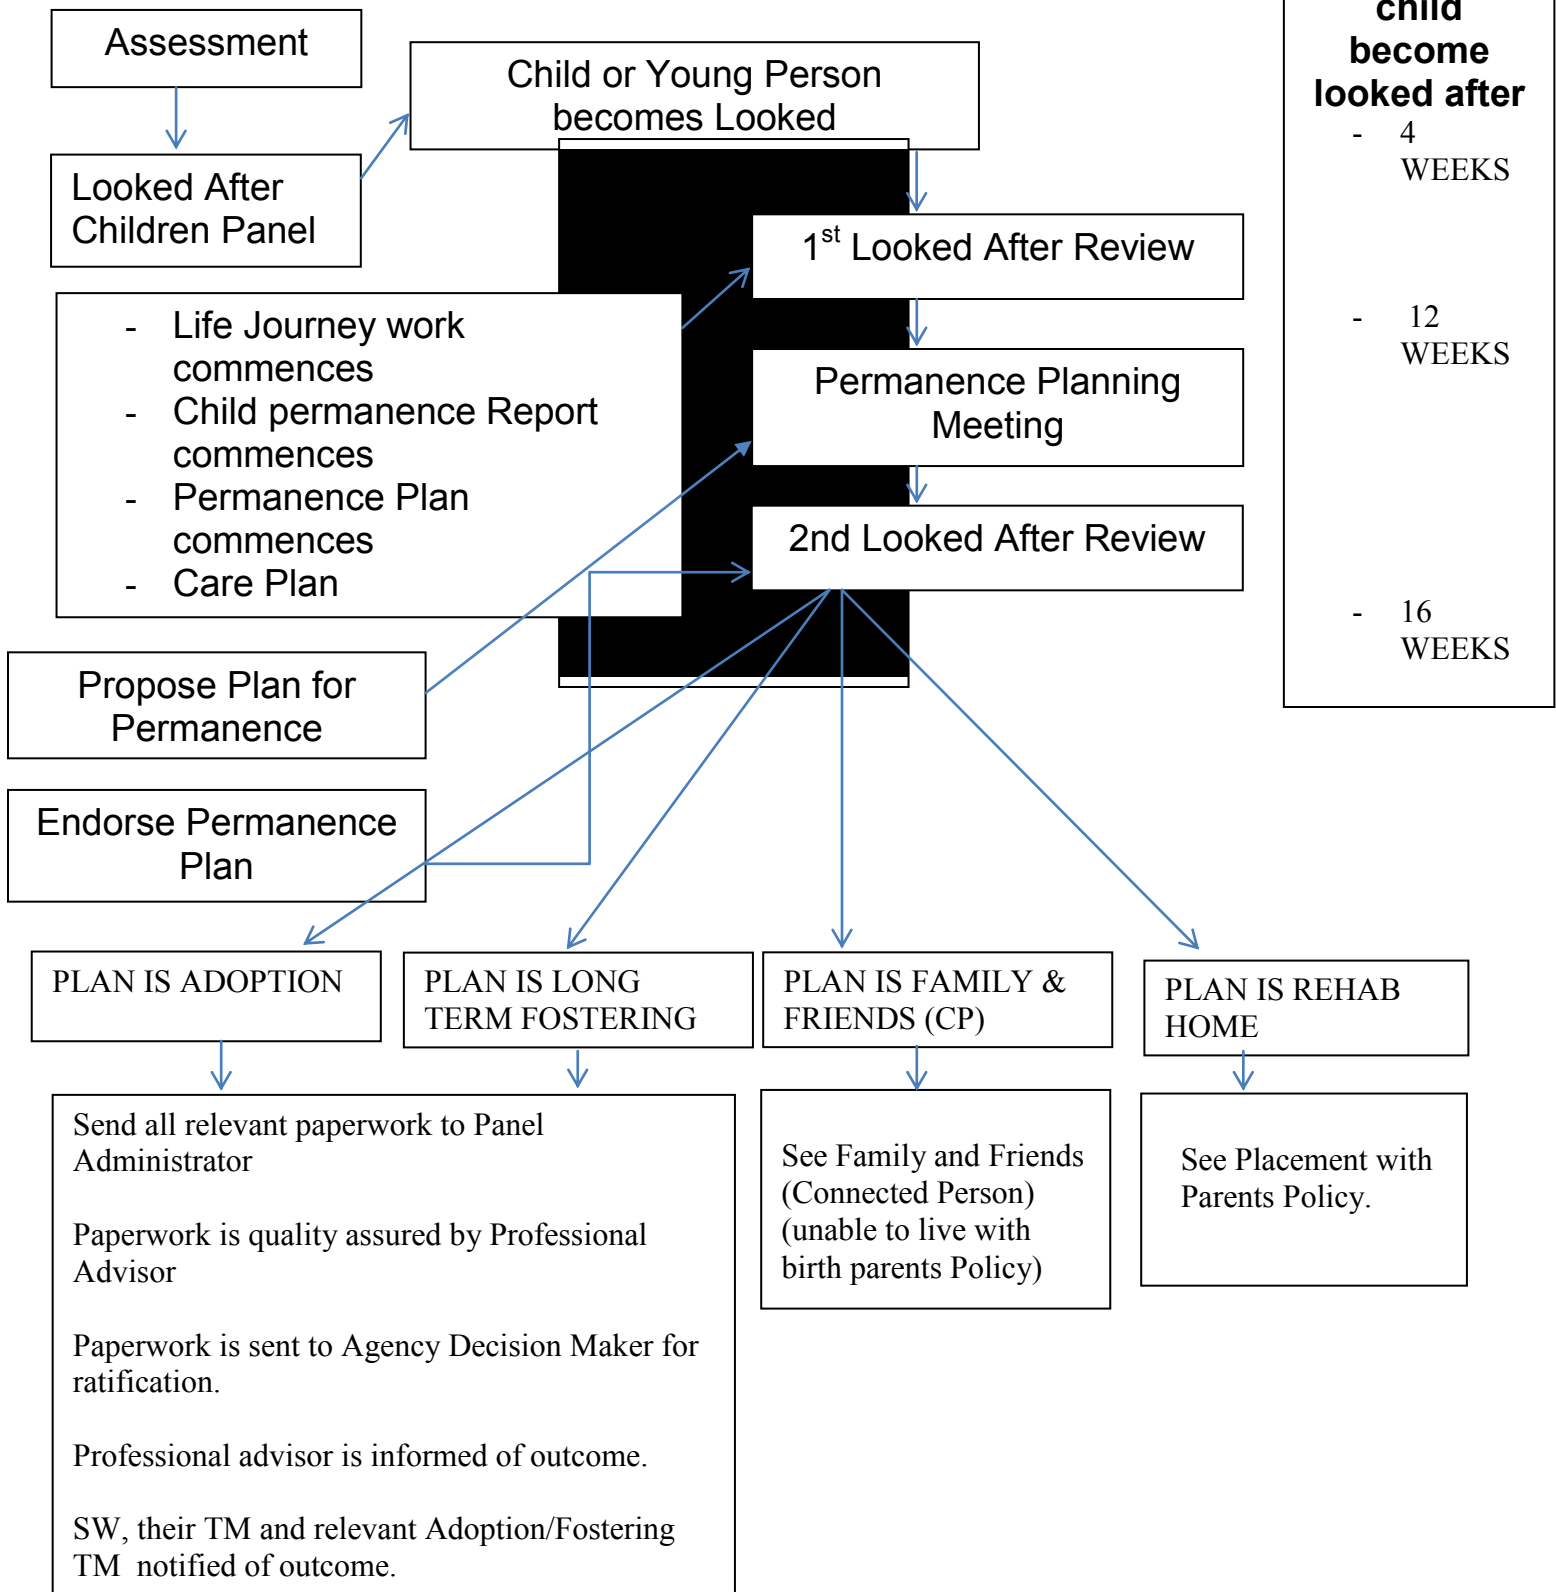 Assessment
Child or Young Person
becomes Looked
Looked After
Children Panel
child
become
looked after
- 4
WEEKS
- 12
WEEKS
- 16
WEEKS
1st Looked After Review
- Life Journey work
commences
- Child permanence Report
commences
- Permanence Plan
commences
- Care Plan
Permanence Planning
Meeting
2nd Looked After Review
Propose Plan for
Permanence
Endorse Permanence
Plan
PLAN IS ADOPTION
PLAN IS LONG
TERM FOSTERING
PLAN IS FAMILY &
FRIENDS (CP)
PLAN IS REHAB
HOME
Send all relevant paperwork to Panel
Administrator
Paperwork is quality assured by Professional
Advisor
Paperwork is sent to Agency Decision Maker for
ratification.
Professional advisor is informed of outcome.
SW, their TM and relevant Adoption/Fostering
TM notified of outcome.
See Family and Friends
(Connected Person)
(unable to live with
birth parents Policy)
See Placement with
Parents Policy.